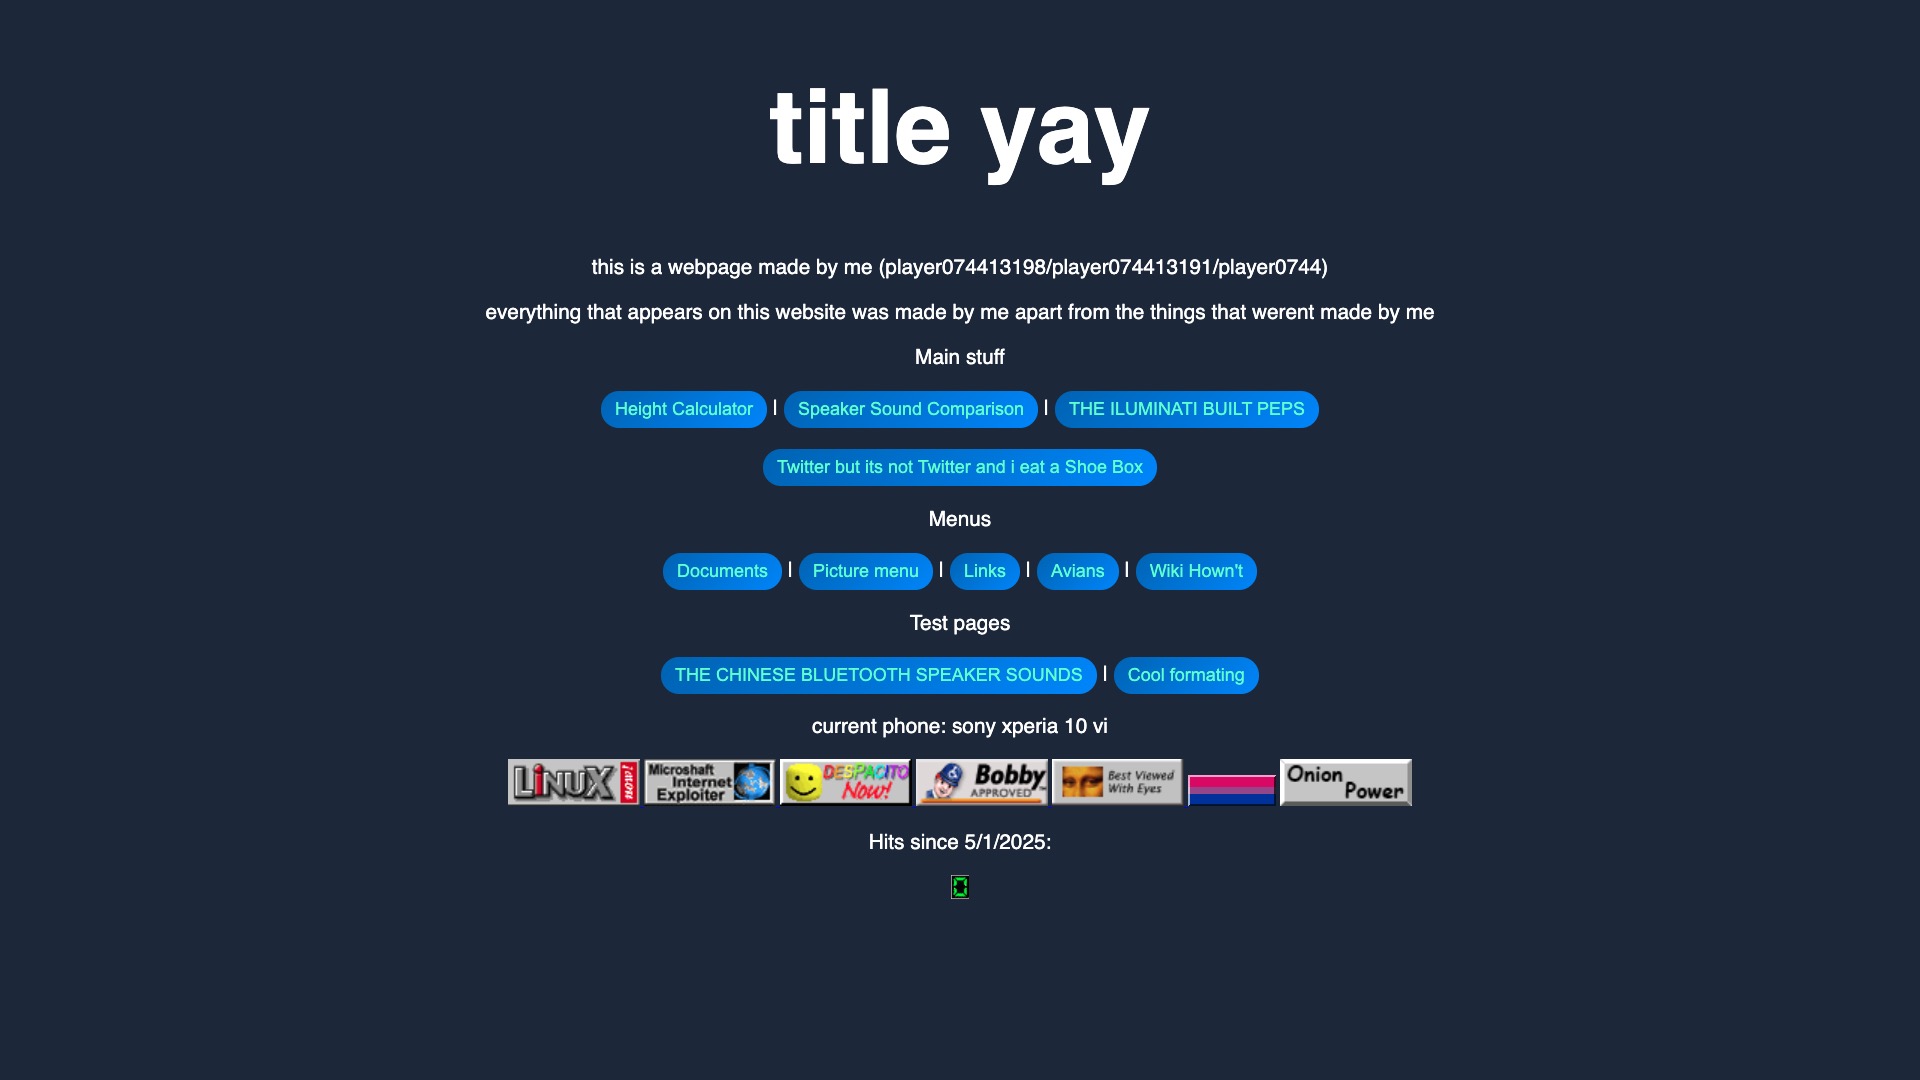 title yay
this is a webpage made by me (player074413198/player074413191/player0744)
everything that appears on this website was made by me apart from the things that werent made by me
Main stuff
Height Calculator | Speaker Sound Comparison | THE ILUMINATI BUILT PEPS
Twitter but its not Twitter and i eat a Shoe Box
Menus
Documents | Picture menu | Links | Avians | Wiki Hown't
Test pages
THE CHINESE BLUETOOTH SPEAKER SOUNDS | Cool formating
current phone: sony xperia 10 vi
LinuX now!
Microshaft
Internet
Exploiter
DESPACITO
Now!
Bobby
APPROVED™
Best Viewed
With Eyes
Onion
Power
Hits since 5/1/2025:
0